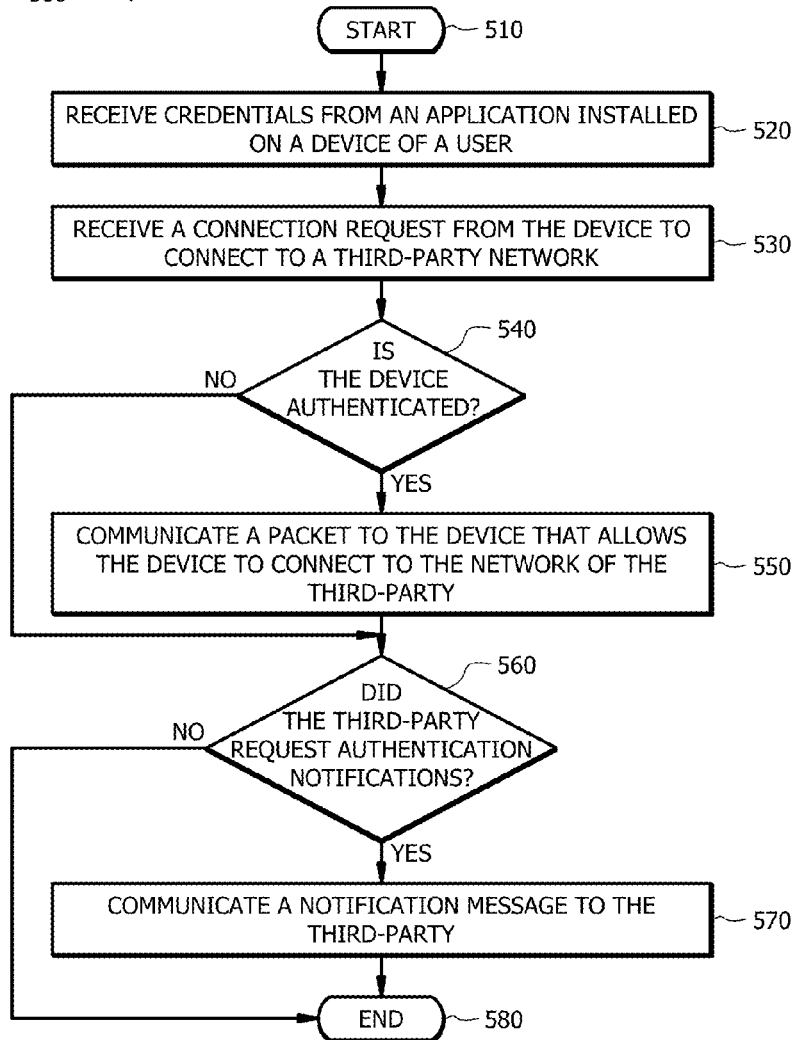 START
510
RECEIVE CREDENTIALS FROM AN APPLICATION INSTALLED
ON A DEVICE OF A USER
520
RECEIVE A CONNECTION REQUEST FROM THE DEVICE TO
CONNECT TO A THIRD-PARTY NETWORK
530
540
IS
THE DEVICE
AUTHENTICATED?
NO
YES
COMMUNICATE A PACKET TO THE DEVICE THAT ALLOWS
THE DEVICE TO CONNECT TO THE NETWORK OF THE
THIRD-PARTY
550
560
DID
THE THIRD-PARTY
REQUEST AUTHENTICATION
NOTIFICATIONS?
NO
YES
COMMUNICATE A NOTIFICATION MESSAGE TO THE
THIRD-PARTY
570
END
580